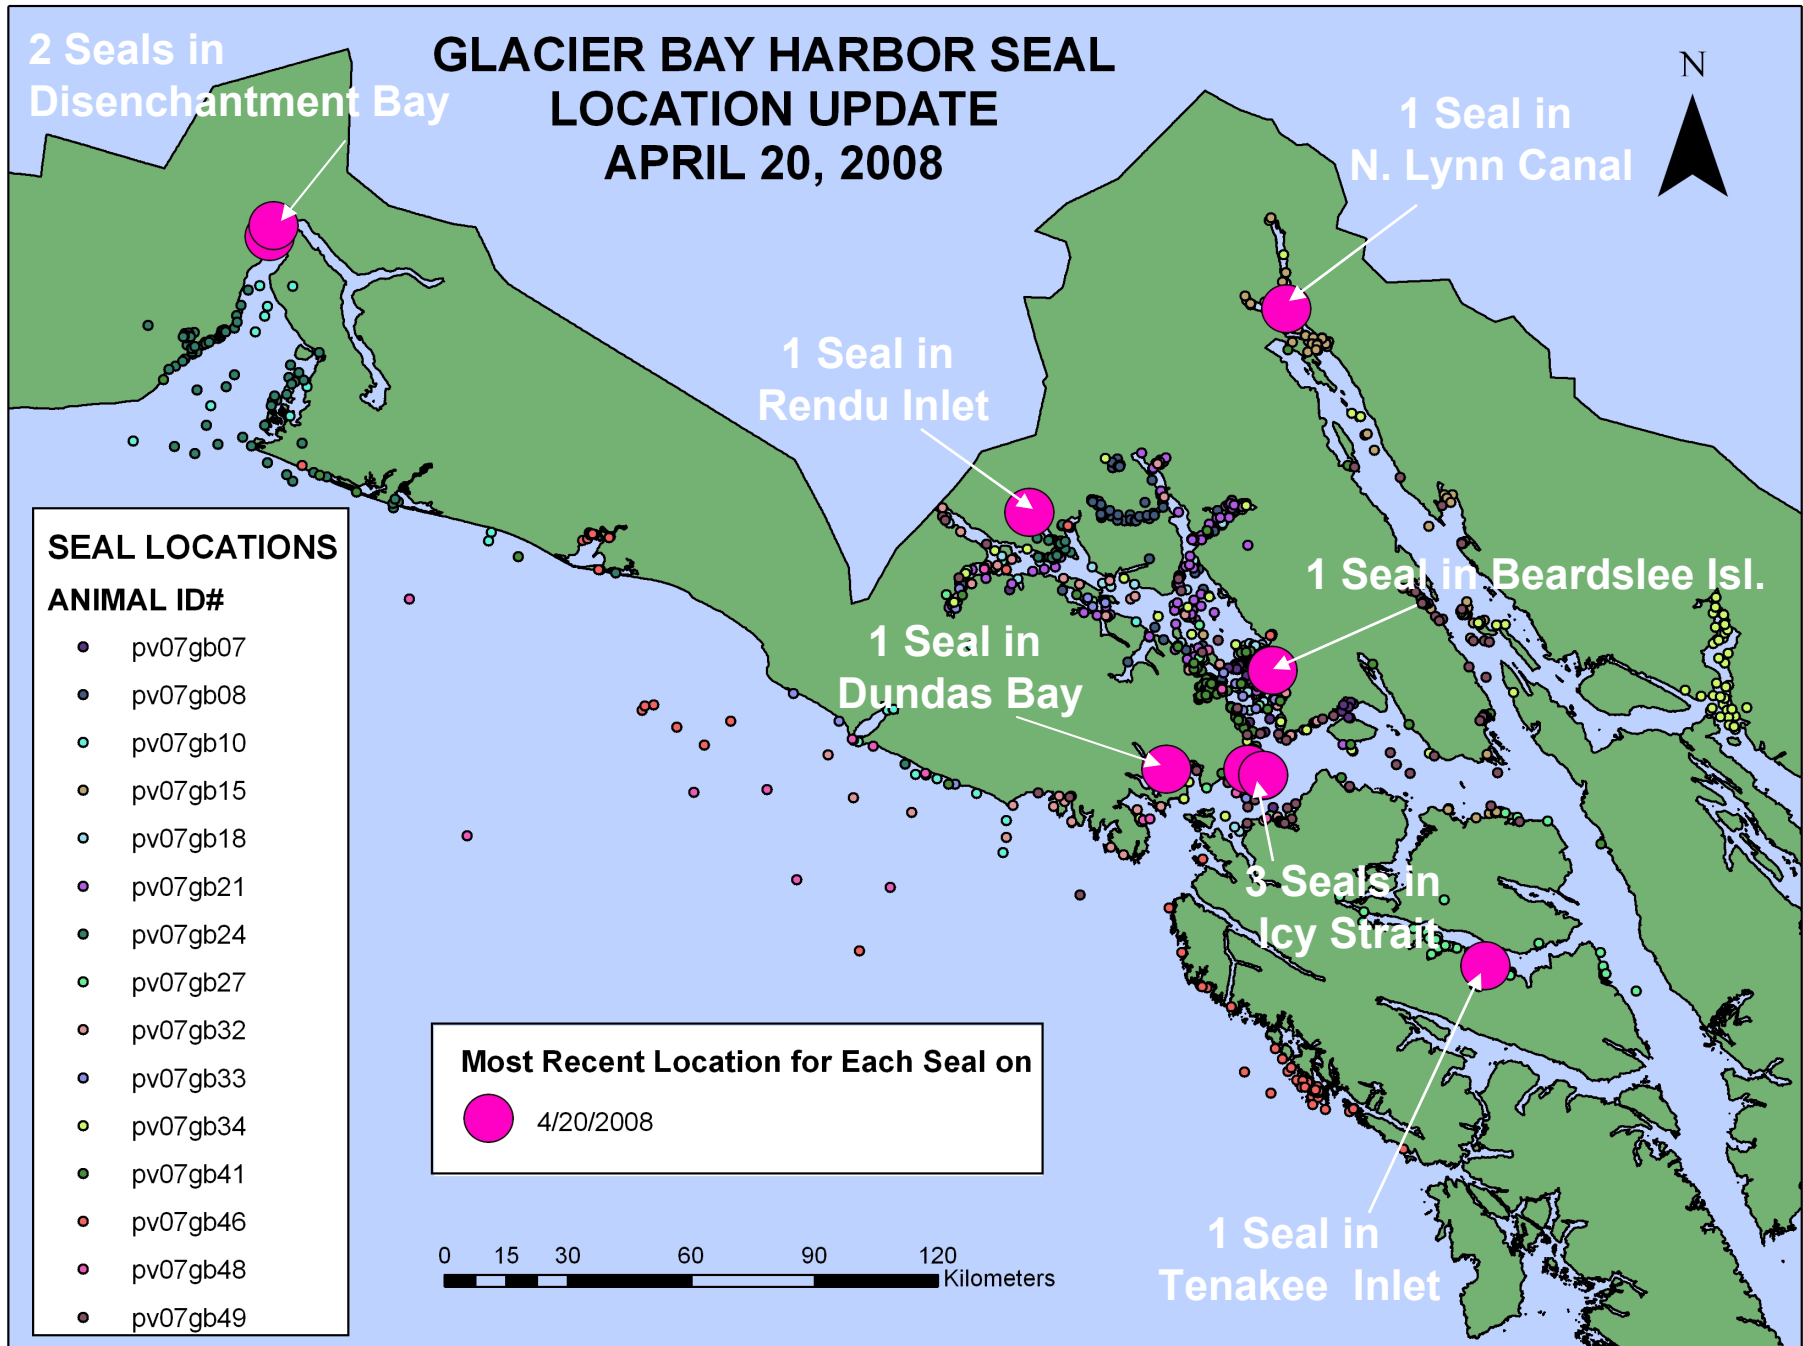 2 Seals in
Disenchantment Bay
GLACIER BAY HARBOR SEAL
LOCATION UPDATE
APRIL 20, 2008
1 Seal in
N. Lynn Canal
N
1 Seal in
Rendu Inlet
1 Seal in Beardslee Isl.
1 Seal in
Dundas Bay
3 Seals in
Icy Strait
1 Seal in
Tenakee Inlet
SEAL LOCATIONS
ANIMAL ID#
pv07gb07
pv07gb08
pv07gb10
pv07gb15
pv07gb18
pv07gb21
pv07gb24
pv07gb27
pv07gb32
pv07gb33
pv07gb34
pv07gb41
pv07gb46
pv07gb48
pv07gb49
Most Recent Location for Each Seal on
4/20/2008
0 15 30 60 90 120
Kilometers